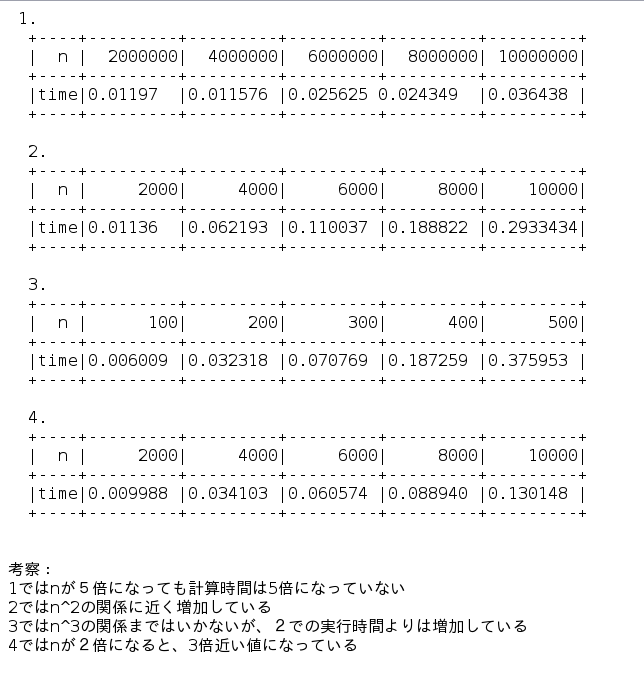 1.
+----+---------+---------+---------+---------+---------+
|  n |  2000000|  4000000|  6000000|  8000000| 10000000|
+----+---------+---------+---------+---------+---------+
|time|0.01197  |0.011576 |0.025625 0.024349  |0.036438 |
+----+---------+---------+---------+---------+---------+
2.
+----+---------+---------+---------+---------+---------+
|  n |     2000|     4000|     6000|     8000|    10000|
+----+---------+---------+---------+---------+---------+
|time|0.01136  |0.062193 |0.110037 |0.188822 |0.2933434|
+----+---------+---------+---------+---------+---------+
3.
+----+---------+---------+---------+---------+---------+
|  n |      100|      200|      300|      400|      500|
+----+---------+---------+---------+---------+---------+
|time|0.006009 |0.032318 |0.070769 |0.187259 |0.375953 |
+----+---------+---------+---------+---------+---------+
4.
+----+---------+---------+---------+---------+---------+
|  n |     2000|     4000|     6000|     8000|    10000|
+----+---------+---------+---------+---------+---------+
|time|0.009988 |0.034103 |0.060574 |0.088940 |0.130148 |
+----+---------+---------+---------+---------+---------+
考察：
1ではnが５倍になっても計算時間は5倍になっていない
2ではn^2の関係に近く増加している
3ではn^3の関係まではいかないが、２での実行時間よりは増加している
4ではnが２倍になると、3倍近い値になっている